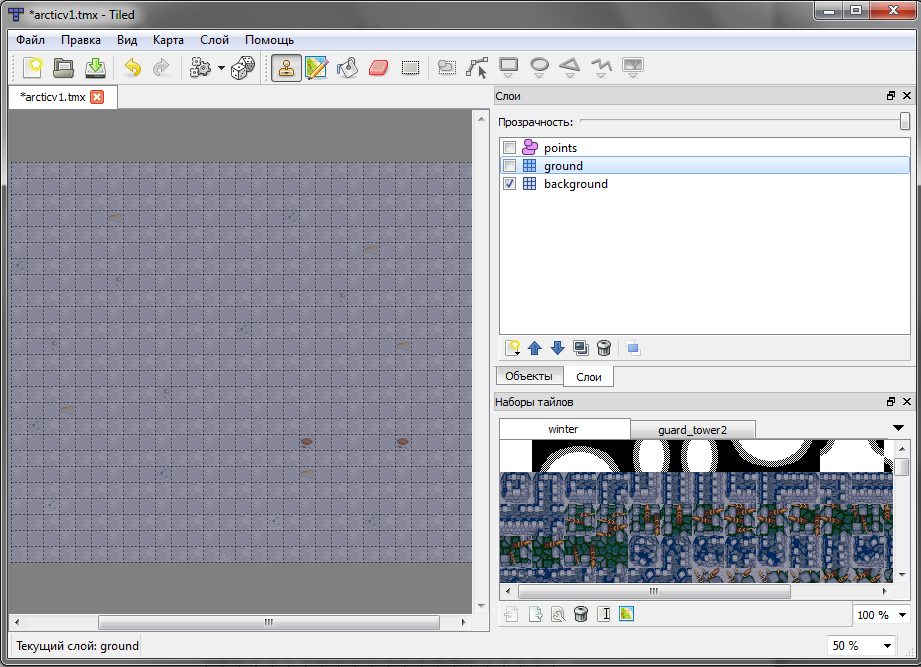 *arcticv1.tmx - Tiled
Файл Правка Вид Карта Слой Помощь
*arcticv1.tmx
Слои
Прозрачность:
points
ground
background
Объекты Слои
Наборы тайлов
winter guard_tower2
100 %
Текущий слой: ground
50 %